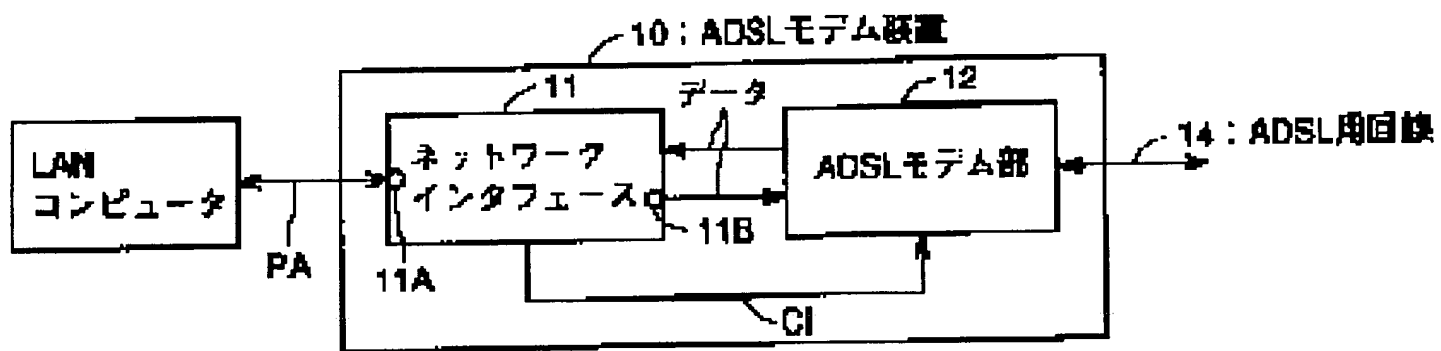 10：ADSLモデム装置
11
データ
12
14：ADSL用回線
LAN
コンピュータ
ネットワーク
インタフェース
ADSLモデム部
PA
11A
11B
CI